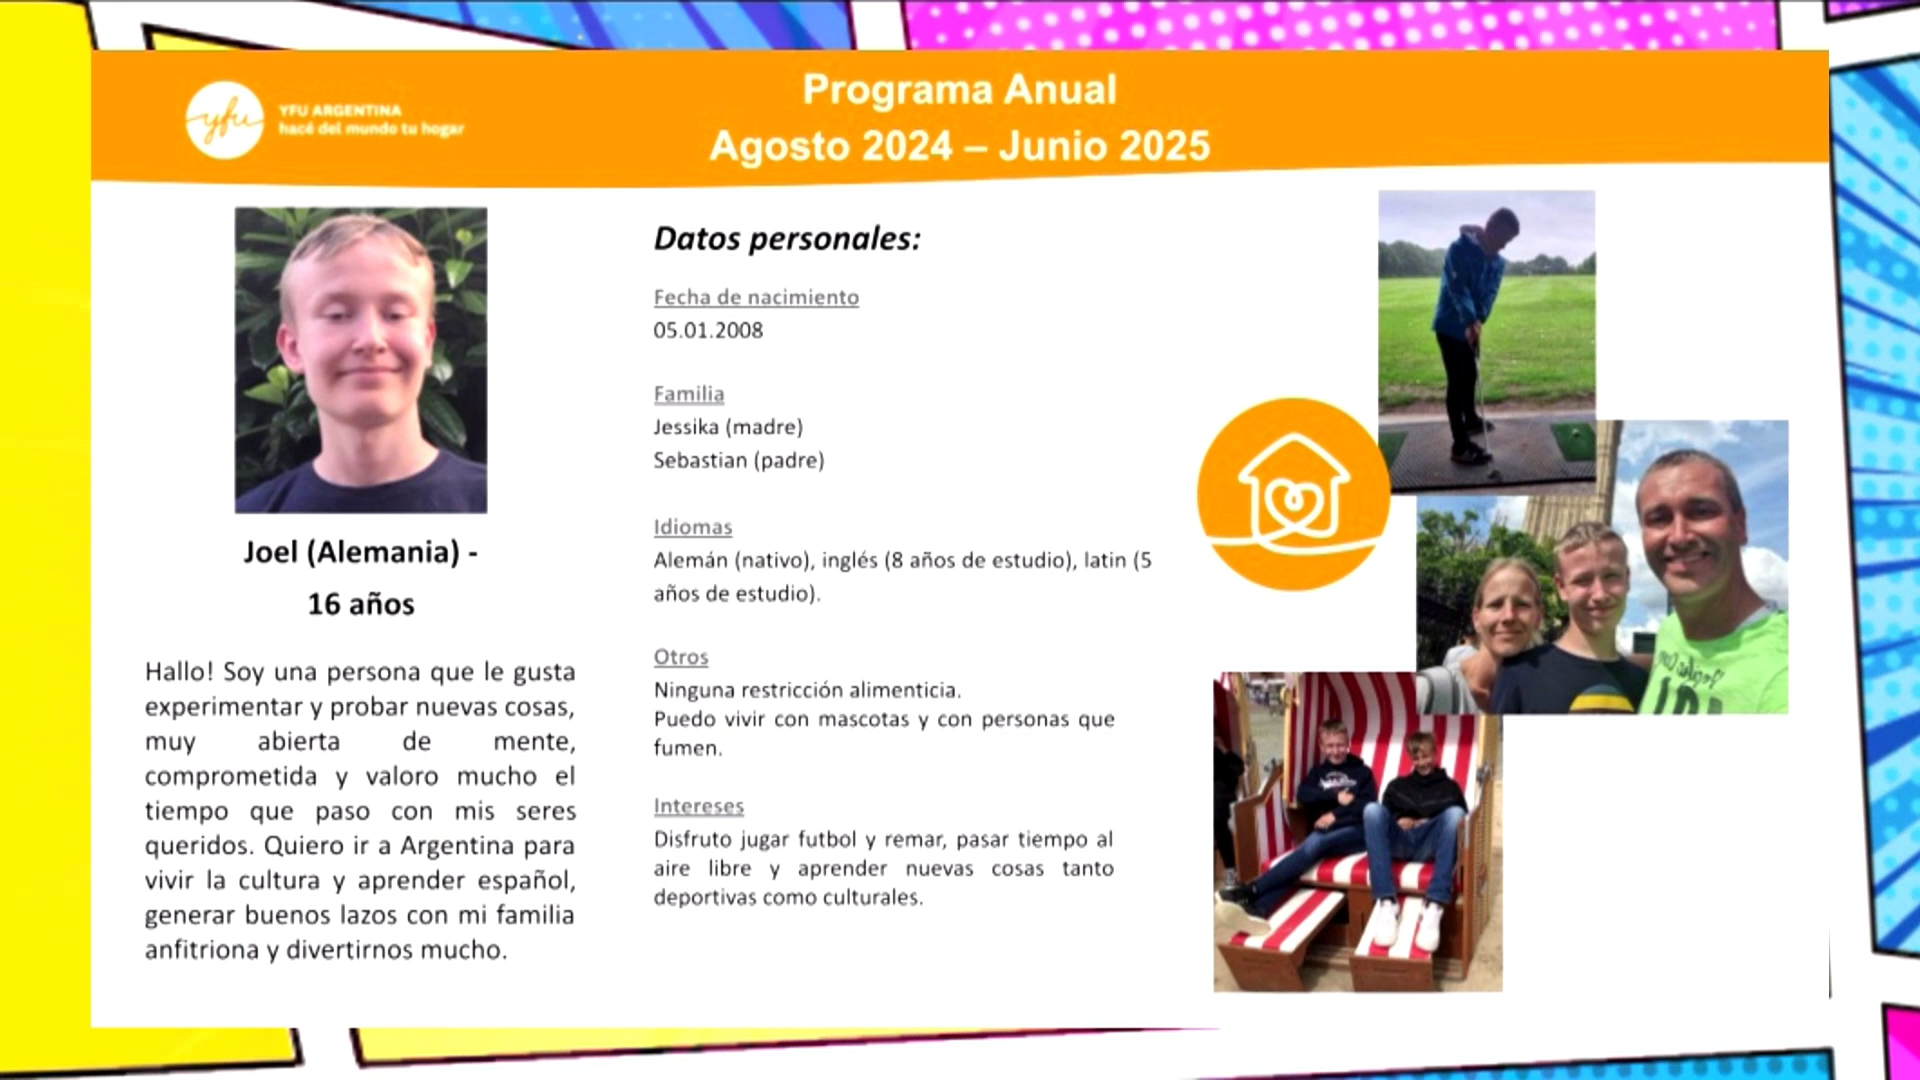 yfu
YFU ARGENTINA
hacé del mundo tu hogar
Programa Anual
Agosto 2024 – Junio 2025
Joel (Alemania) -
16 años
Hallo! Soy una persona que le gusta
experimentar y probar nuevas cosas,
muy abierta de mente,
comprometida y valoro mucho el
tiempo que paso con mis seres
queridos. Quiero ir a Argentina para
vivir la cultura y aprender español,
generar buenos lazos con mi familia
anfitriona y divertirnos mucho.
Datos personales:
Fecha de nacimiento
05.01.2008
Familia
Jessika (madre)
Sebastian (padre)
Idiomas
Alemán (nativo), inglés (8 años de estudio), latin (5
años de estudio).
Otros
Ninguna restricción alimenticia.
Puedo vivir con mascotas y con personas que
fumen.
Intereses
Disfruto jugar futbol y remar, pasar tiempo al
aire libre y aprender nuevas cosas tanto
deportivas como culturales.